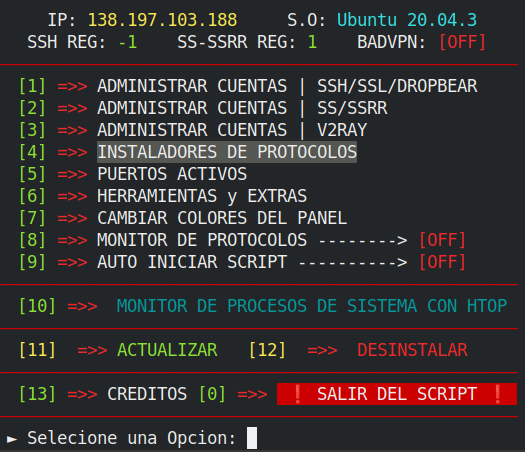 IP: 138.197.103.188 S.O: Ubuntu 20.04.3
SSH REG: -1 SS-SSRR REG: 1 BADVPN: [OFF]
[1] =>> ADMINISTRAR CUENTAS | SSH/SSL/DROPBEAR
[2] =>> ADMINISTRAR CUENTAS | SS/SSRR
[3] =>> ADMINISTRAR CUENTAS | V2RAY
[4] =>> INSTALADORES DE PROTOCOLOS
[5] =>> PUERTOS ACTIVOS
[6] =>> HERRAMIENTAS y EXTRAS
[7] =>> CAMBIAR COLORES DEL PANEL
[8] =>> MONITOR DE PROTOCOLOS --------> [OFF]
[9] =>> AUTO INICIAR SCRIPT ----------> [OFF]
[10] =>> MONITOR DE PROCESOS DE SISTEMA CON HTOP
[11] =>> ACTUALIZAR [12] =>> DESINSTALAR
[13] =>> CREDITOS [0] =>> ❗ SALIR DEL SCRIPT ❗
► Selecione una Opcion: